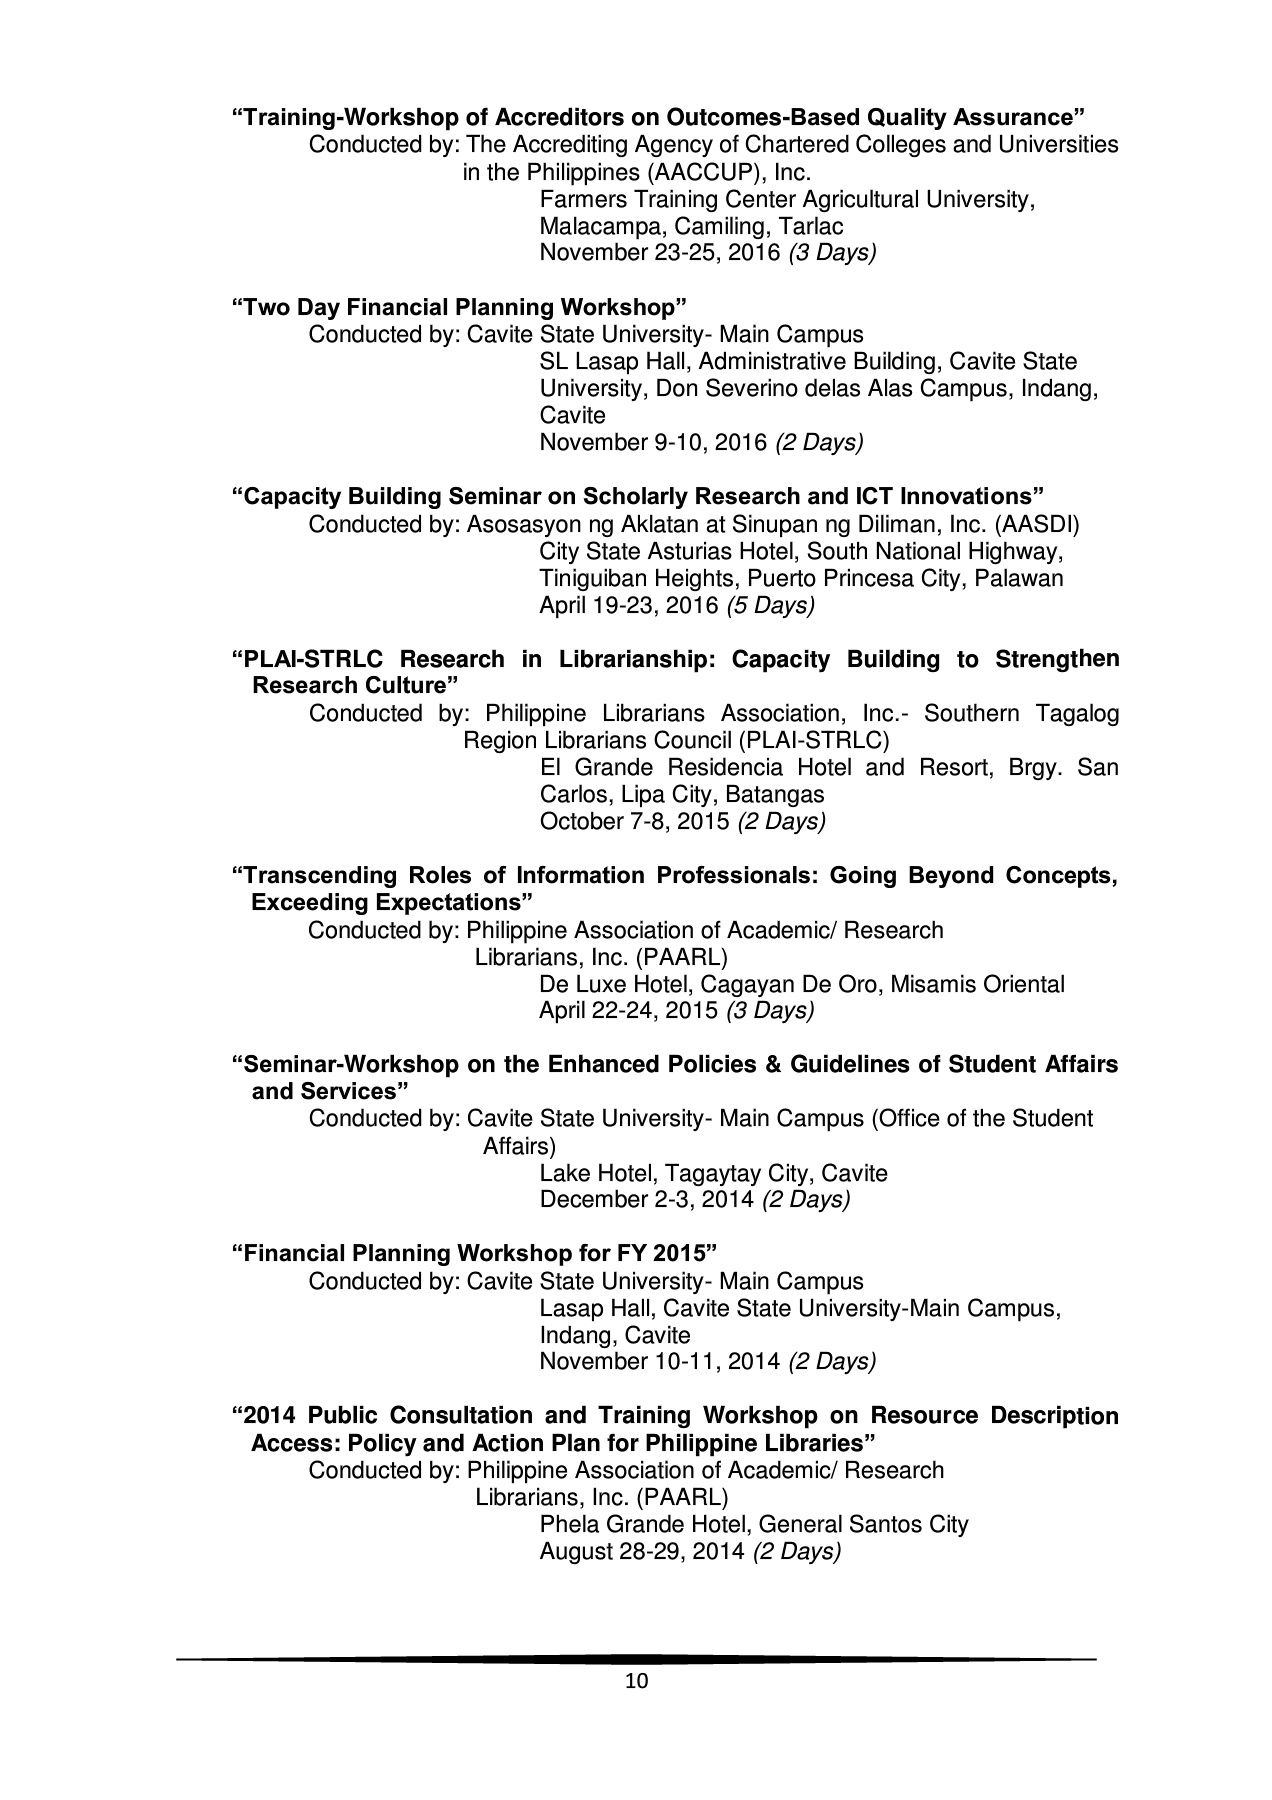 “Training-Workshop of Accreditors on Outcomes-Based Quality Assurance”
Conducted by: The Accrediting Agency of Chartered Colleges and Universities
in the Philippines (AACCUP), Inc.
Farmers Training Center Agricultural University,
Malacampa, Camiling, Tarlac
November 23-25, 2016 (3 Days)
“Two Day Financial Planning Workshop”
Conducted by: Cavite State University- Main Campus
SL Lasap Hall, Administrative Building, Cavite State
University, Don Severino delas Alas Campus, Indang,
Cavite
November 9-10, 2016 (2 Days)
“Capacity Building Seminar on Scholarly Research and ICT Innovations”
Conducted by: Asosasyon ng Aklatan at Sinupan ng Diliman, Inc. (AASDI)
City State Asturias Hotel, South National Highway,
Tiniguiban Heights, Puerto Princesa City, Palawan
April 19-23, 2016 (5 Days)
“PLAI-STRLC Research in Librarianship: Capacity Building to Strengthen
Research Culture”
Conducted by: Philippine Librarians Association, Inc.- Southern Tagalog
Region Librarians Council (PLAI-STRLC)
El Grande Residencia Hotel and Resort, Brgy. San
Carlos, Lipa City, Batangas
October 7-8, 2015 (2 Days)
“Transcending Roles of Information Professionals: Going Beyond Concepts,
Exceeding Expectations”
Conducted by: Philippine Association of Academic/ Research
Librarians, Inc. (PAARL)
De Luxe Hotel, Cagayan De Oro, Misamis Oriental
April 22-24, 2015 (3 Days)
“Seminar-Workshop on the Enhanced Policies & Guidelines of Student Affairs
and Services”
Conducted by: Cavite State University- Main Campus (Office of the Student
Affairs)
Lake Hotel, Tagaytay City, Cavite
December 2-3, 2014 (2 Days)
“Financial Planning Workshop for FY 2015”
Conducted by: Cavite State University- Main Campus
Lasap Hall, Cavite State University-Main Campus,
Indang, Cavite
November 10-11, 2014 (2 Days)
“2014 Public Consultation and Training Workshop on Resource Description
Access: Policy and Action Plan for Philippine Libraries”
Conducted by: Philippine Association of Academic/ Research
Librarians, Inc. (PAARL)
Phela Grande Hotel, General Santos City
August 28-29, 2014 (2 Days)
10